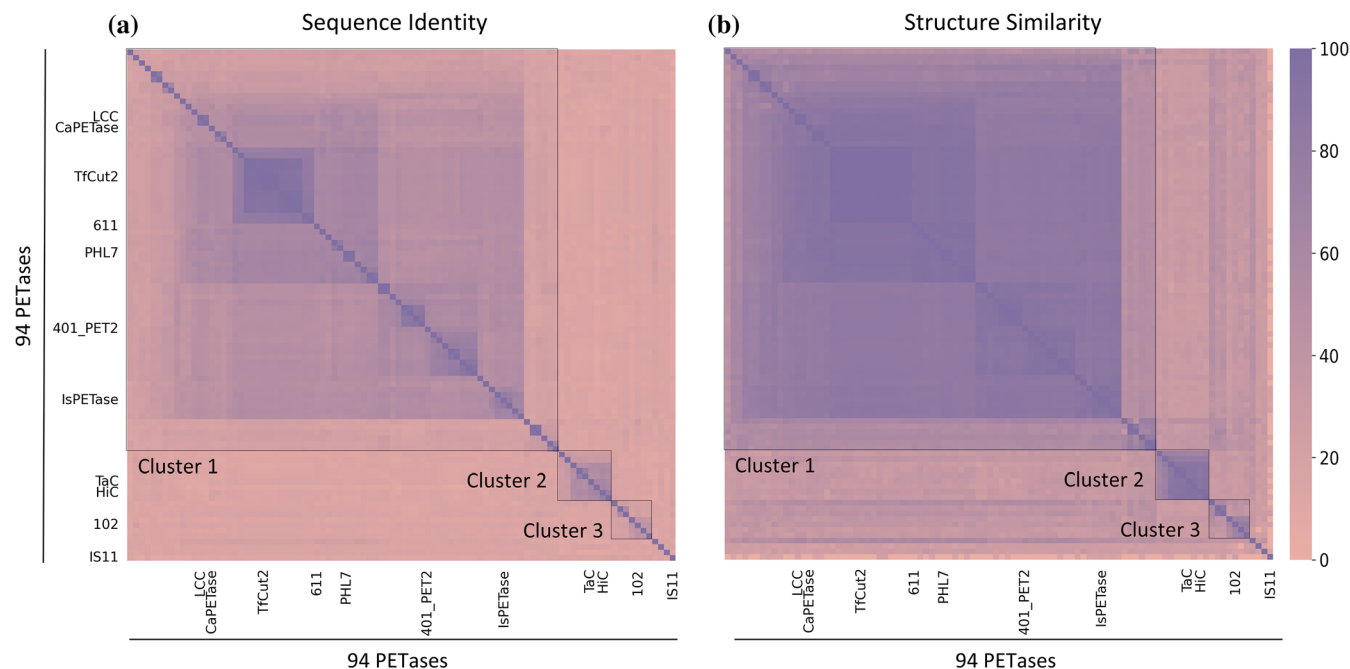 (a)
Sequence Identity
(b)
Structure Similarity
94 PETases
LCC
CaPETase
TfCut2
611
PHL7
401_PET2
IsPETase
TaC
HiC
102
IS11
Cluster 1
Cluster 2
Cluster 3
LCC
CaPETase
TfCut2
611
PHL7
401_PET2
IsPETase
TaC
HiC
102
IS11
94 PETases
Cluster 1
Cluster 2
Cluster 3
LCC
CaPETase
TfCut2
611
PHL7
401_PET2
IsPETase
TaC
HiC
102
IS11
94 PETases
100
80
60
40
20
0